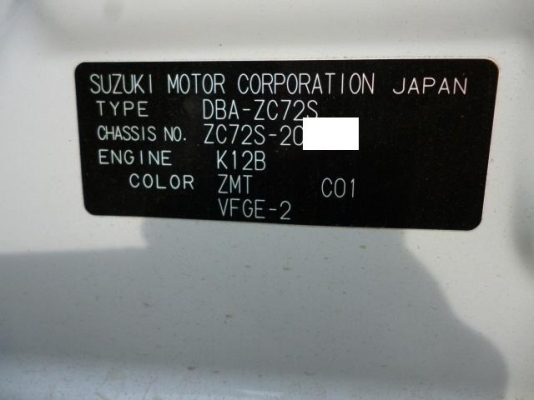 SUZUKI MOTOR CORPORATION JAPAN
TYPE DBA-ZC72S
CHASSIS NO. ZC72S-20
ENGINE K12B
COLOR ZMT C01
VFGE-2